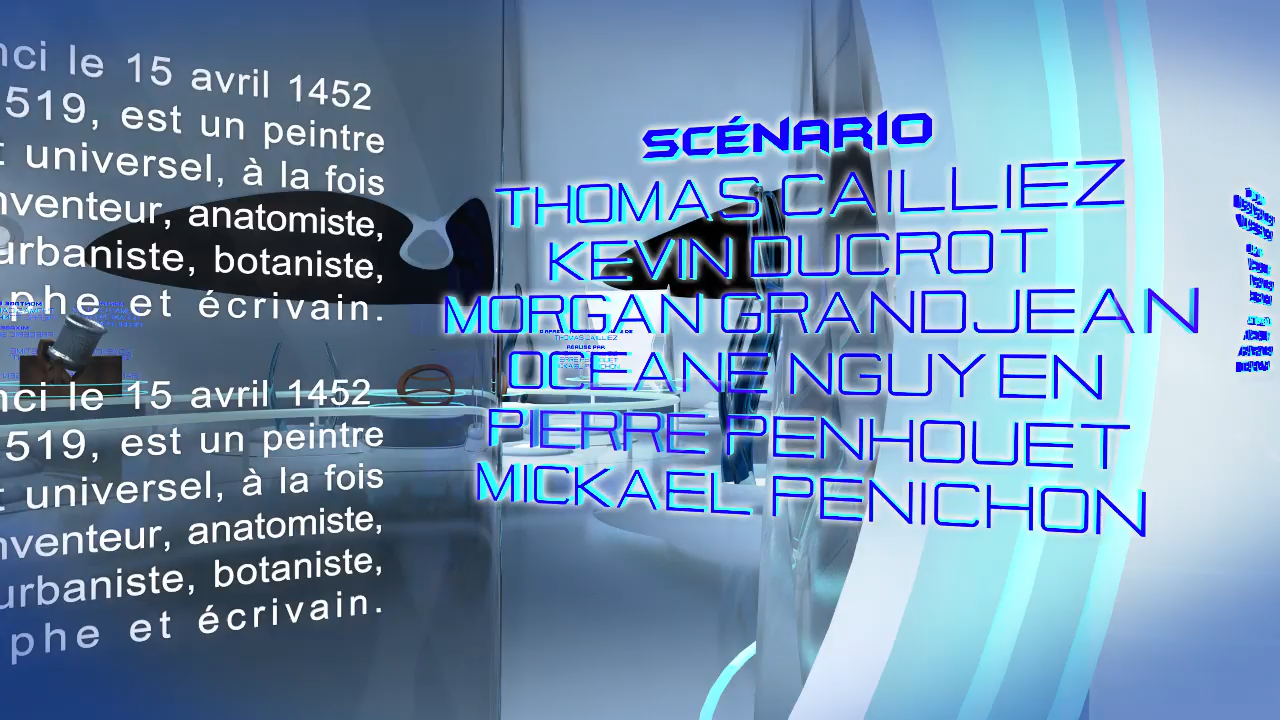 nci le 15 avril 1452
519, est un peintre
t universel, à la fois
nventeur, anatomiste,
urbaniste, botaniste,
phe et écrivain.
nci le 15 avril 1452
519, est un peintre
t universel, à la fois
nventeur, anatomiste,
urbaniste, botaniste,
phe et écrivain.
SCÉNARIO
THOMAS CAILLIEZ
KEVIN DUCROT
MORGAN GRANDJEAN
OCEANE NGUYEN
PIERRE PENHOUET
MICKAEL PENICHON
THOMAS CAILLIEZ
REALISE PAR